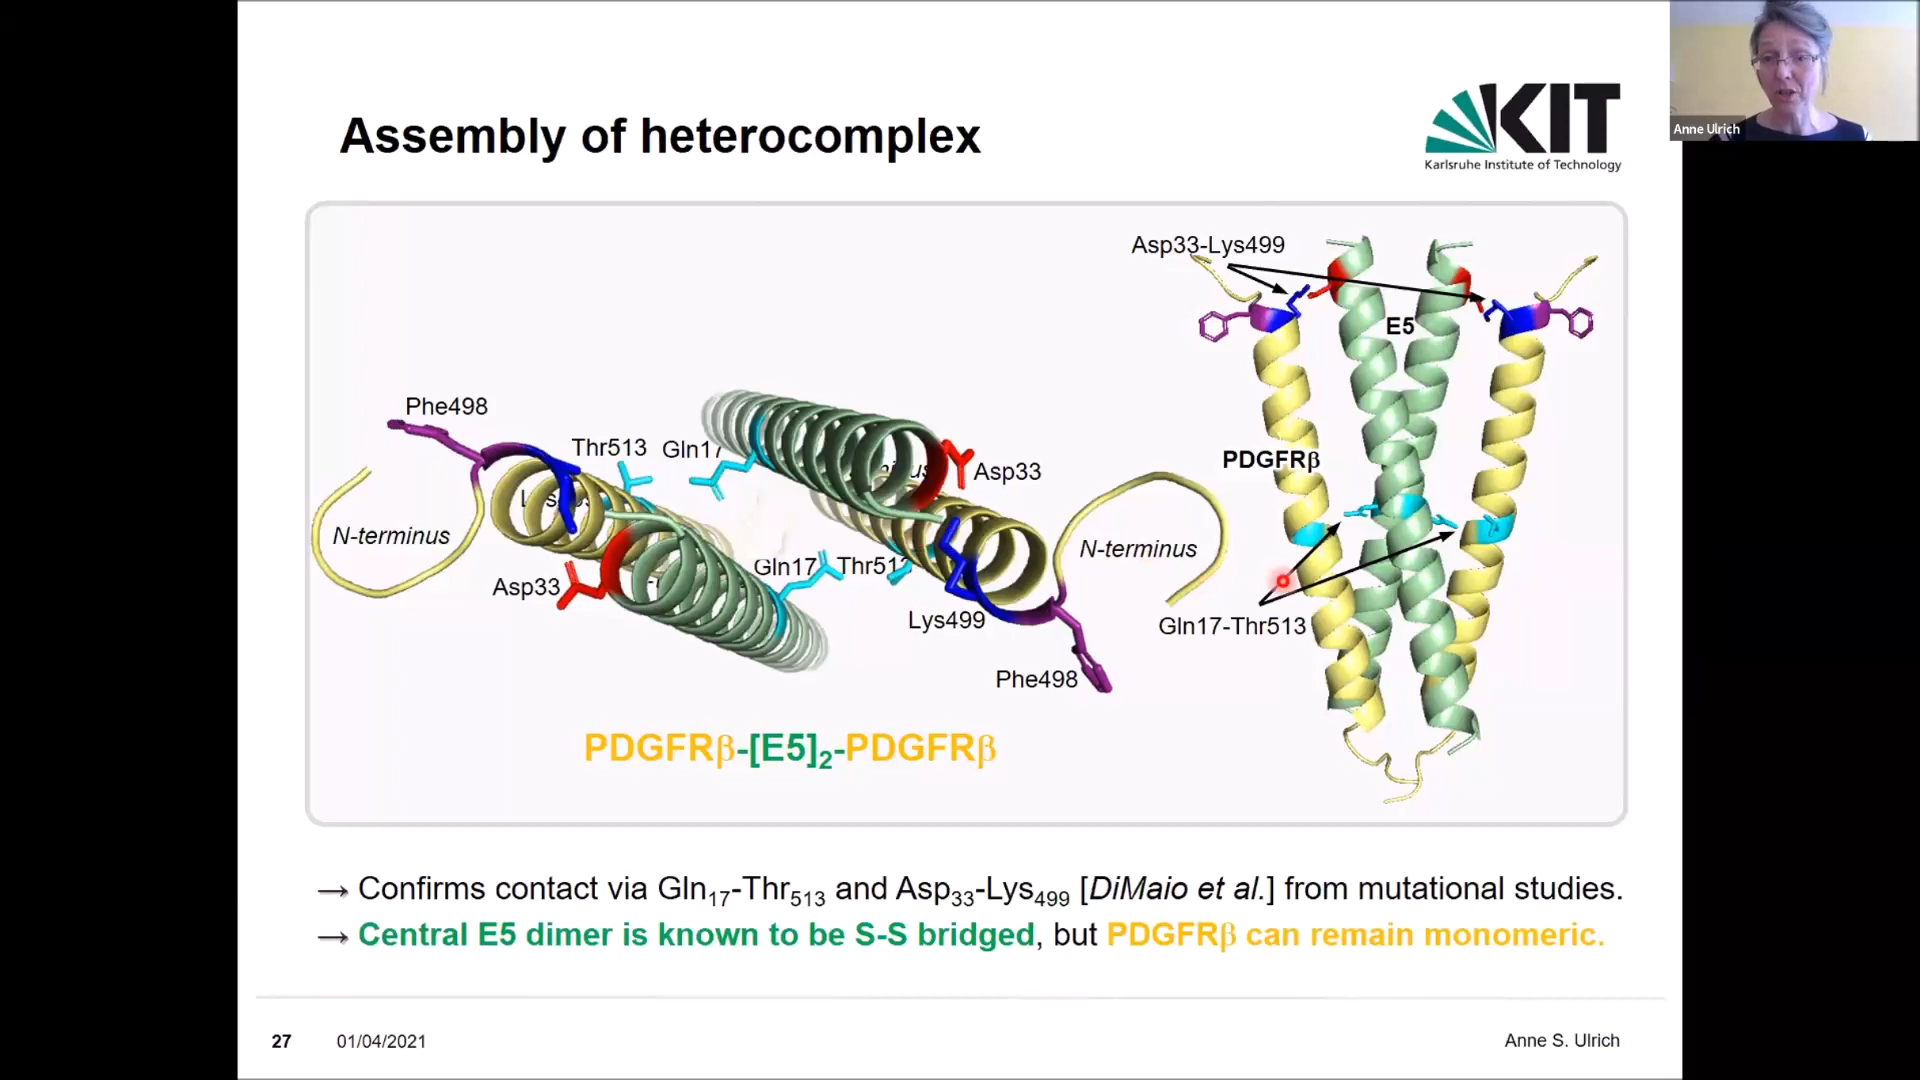 Assembly of heterocomplex
KIT
Karlsruhe Institute of Technology
Anne Ulrich
Phe498
Thr513
Gln17
Asp33
N-terminus
Asp33
Gln17
N-terminus
Lys499
Phe498
PDGFRβ-[E5]₂-PDGFRβ
Asp33-Lys499
E5
PDGFRβ
Gln17-Thr513
→ Confirms contact via Gln₁₇-Thr₅₁₃ and Asp₃₃-Lys₄₉₉ [DiMaio et al.] from mutational studies.
→ Central E5 dimer is known to be S-S bridged, but PDGFRβ can remain monomeric.
27
01/04/2021
Anne S. Ulrich